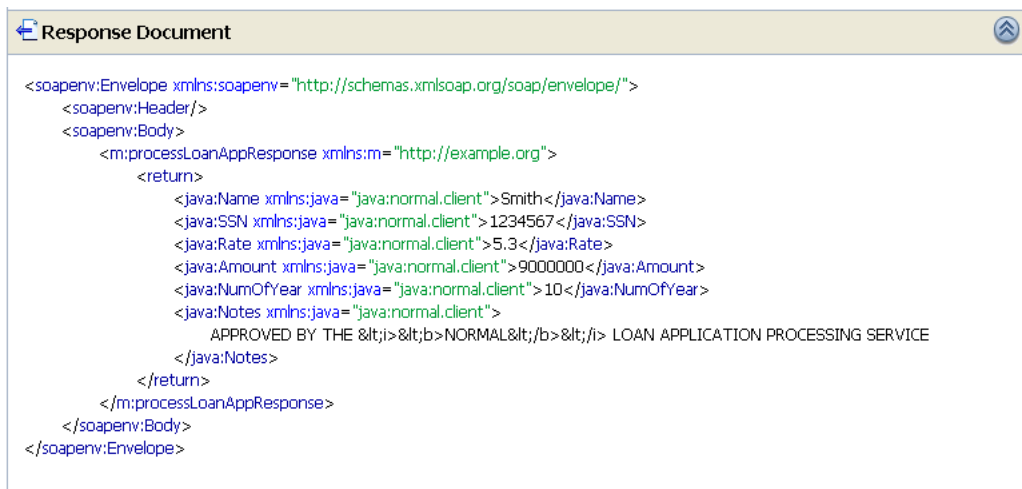 Response Document
<soapenv:Envelope xmlns:soapenv="http://schemas.xmlsoap.org/soap/envelope/">
<soapenv:Header/>
<soapenv:Body>
<m:processLoanAppResponse xmlns:m="http://example.org">
<return>
<java:Name xmlns:java="java:normal.client">Smith</java:Name>
<java:SSN xmlns:java="java:normal.client">1234567</java:SSN>
<java:Rate xmlns:java="java:normal.client">5.3</java:Rate>
<java:Amount xmlns:java="java:normal.client">9000000</java:Amount>
<java:NumOfYear xmlns:java="java:normal.client">10</java:NumOfYear>
<java:Notes xmlns:java="java:normal.client">
APPROVED BY THE &lt;i>&lt;b>NORMAL&lt;/b>&lt;/i> LOAN APPLICATION PROCESSING SERVICE
</java:Notes>
</return>
</m:processLoanAppResponse>
</soapenv:Body>
</soapenv:Envelope>